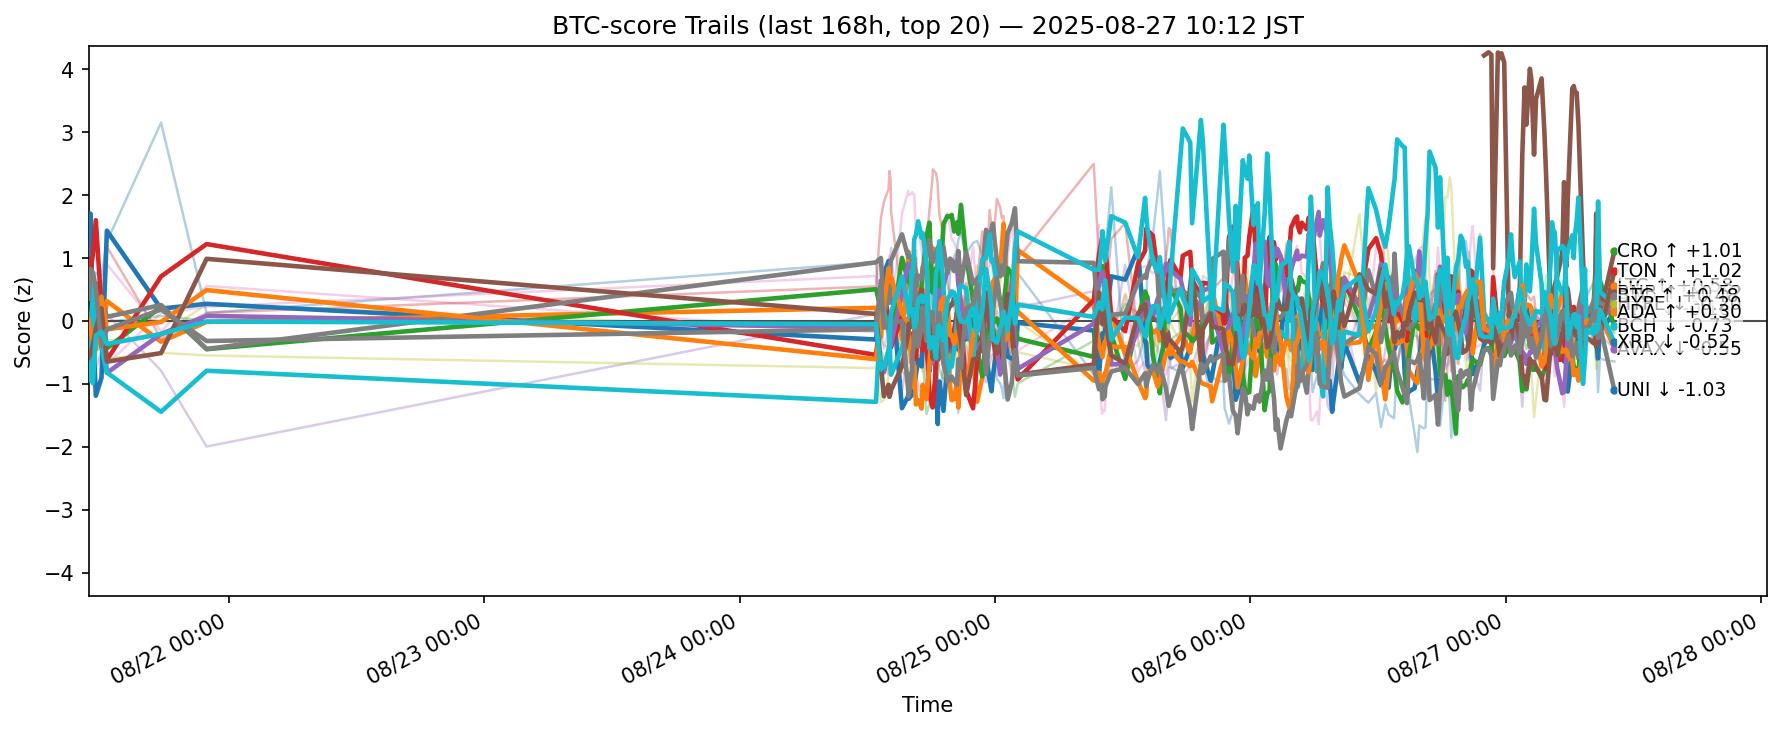 BTC-score Trails (last 168h, top 20) — 2025-08-27 10:12 JST
Score (z)
4
3
2
1
0
−1
−2
−3
−4
CRO ↑ +1.01
TON ↑ +1.02
ADA ↑ +0.30
BCH ↓ -0.73
XRP ↓ -0.52
AVAX ↓ -0.55
UNI ↓ -1.03
08/22 00:00
08/23 00:00
08/24 00:00
08/25 00:00
08/26 00:00
08/27 00:00
08/28 00:00
Time